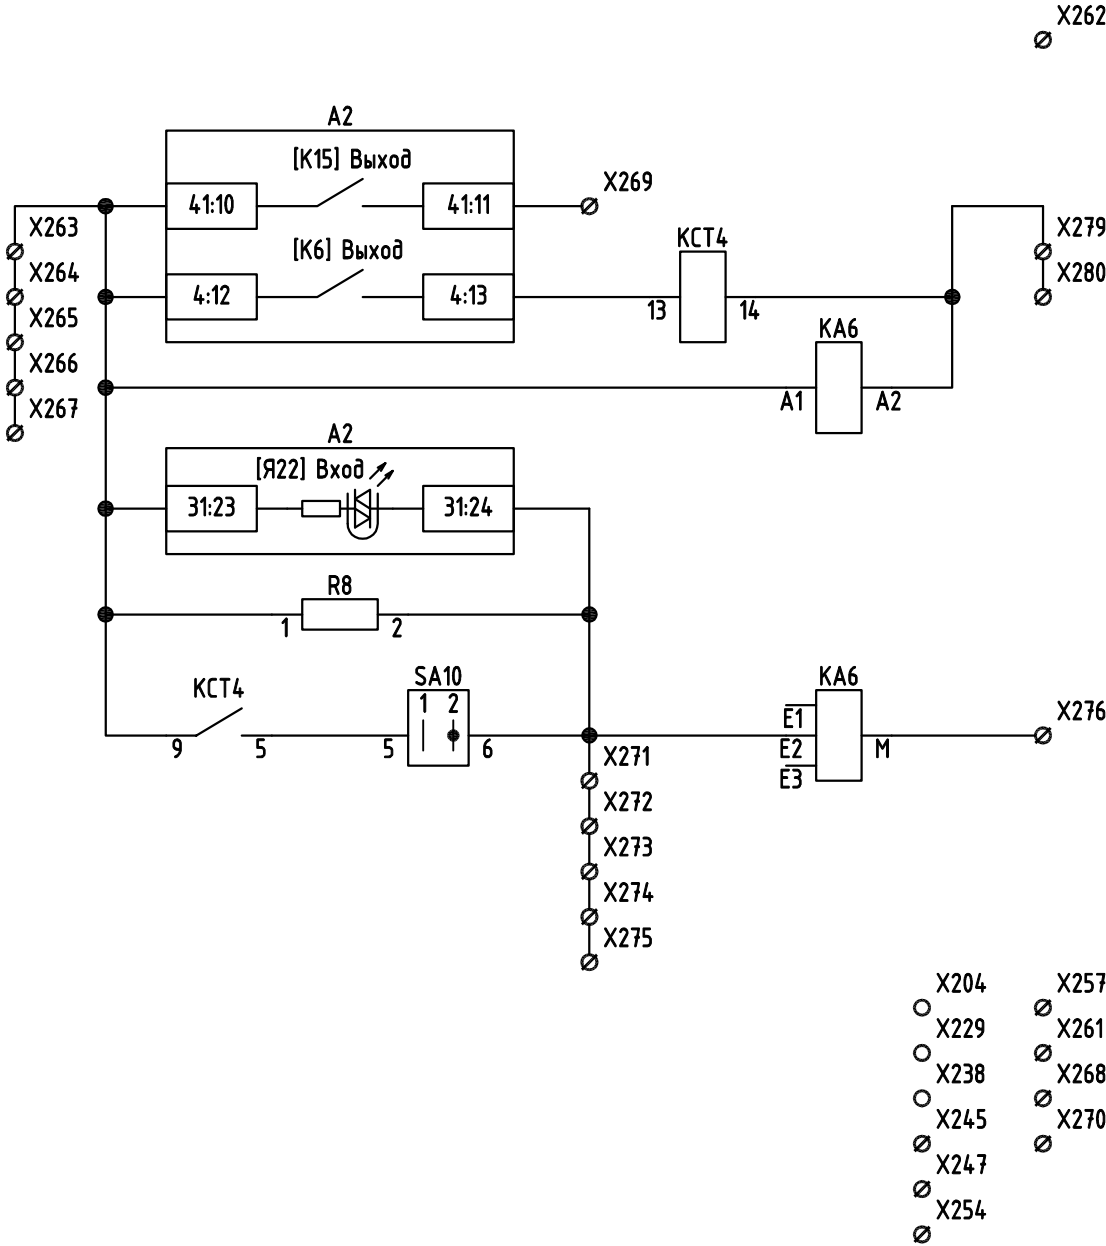 X262
A2
[K15] Выход
41:10
41:11
X269
X263
[K6] Выход
KCT4
X279
X264
4:12
4:13
13
14
X280
X265
KA6
X266
A1
A2
X267
A2
[Я22] Вход
31:23
31:24
R8
1
2
KCT4
SA10
1 2
9
5
5
6
KA6
E1
E2
E3
M
X276
X271
X272
X273
X274
X275
X204
X257
X229
X261
X238
X268
X245
X270
X247
X254